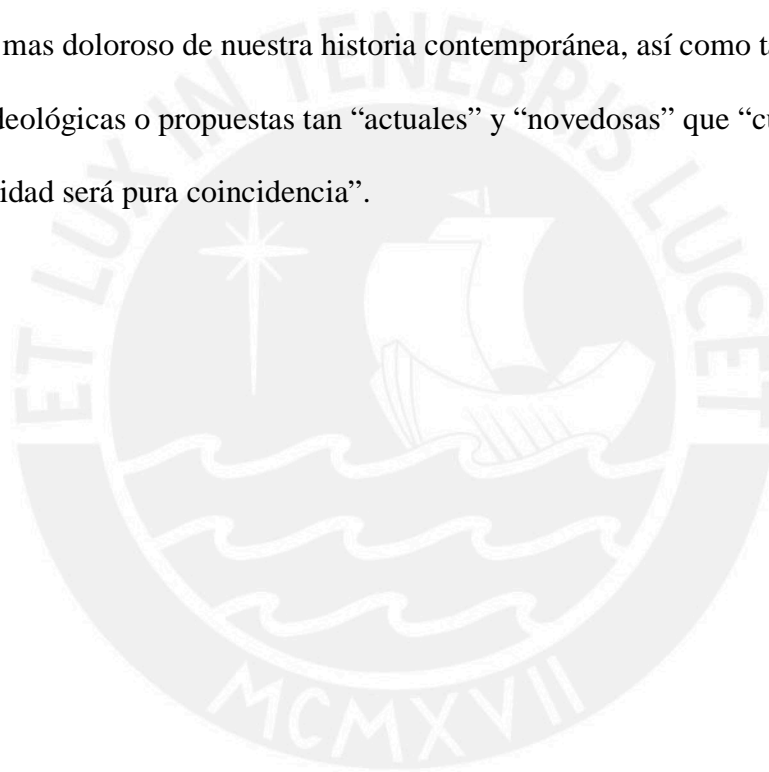 mas doloroso de nuestra historia contemporánea, así como t
deológicas o propuestas tan “actuales” y “novedosas” que “cu
idad será pura coincidencia”.
ET LUX IN TENEBRIS LUCET
MCMXVII